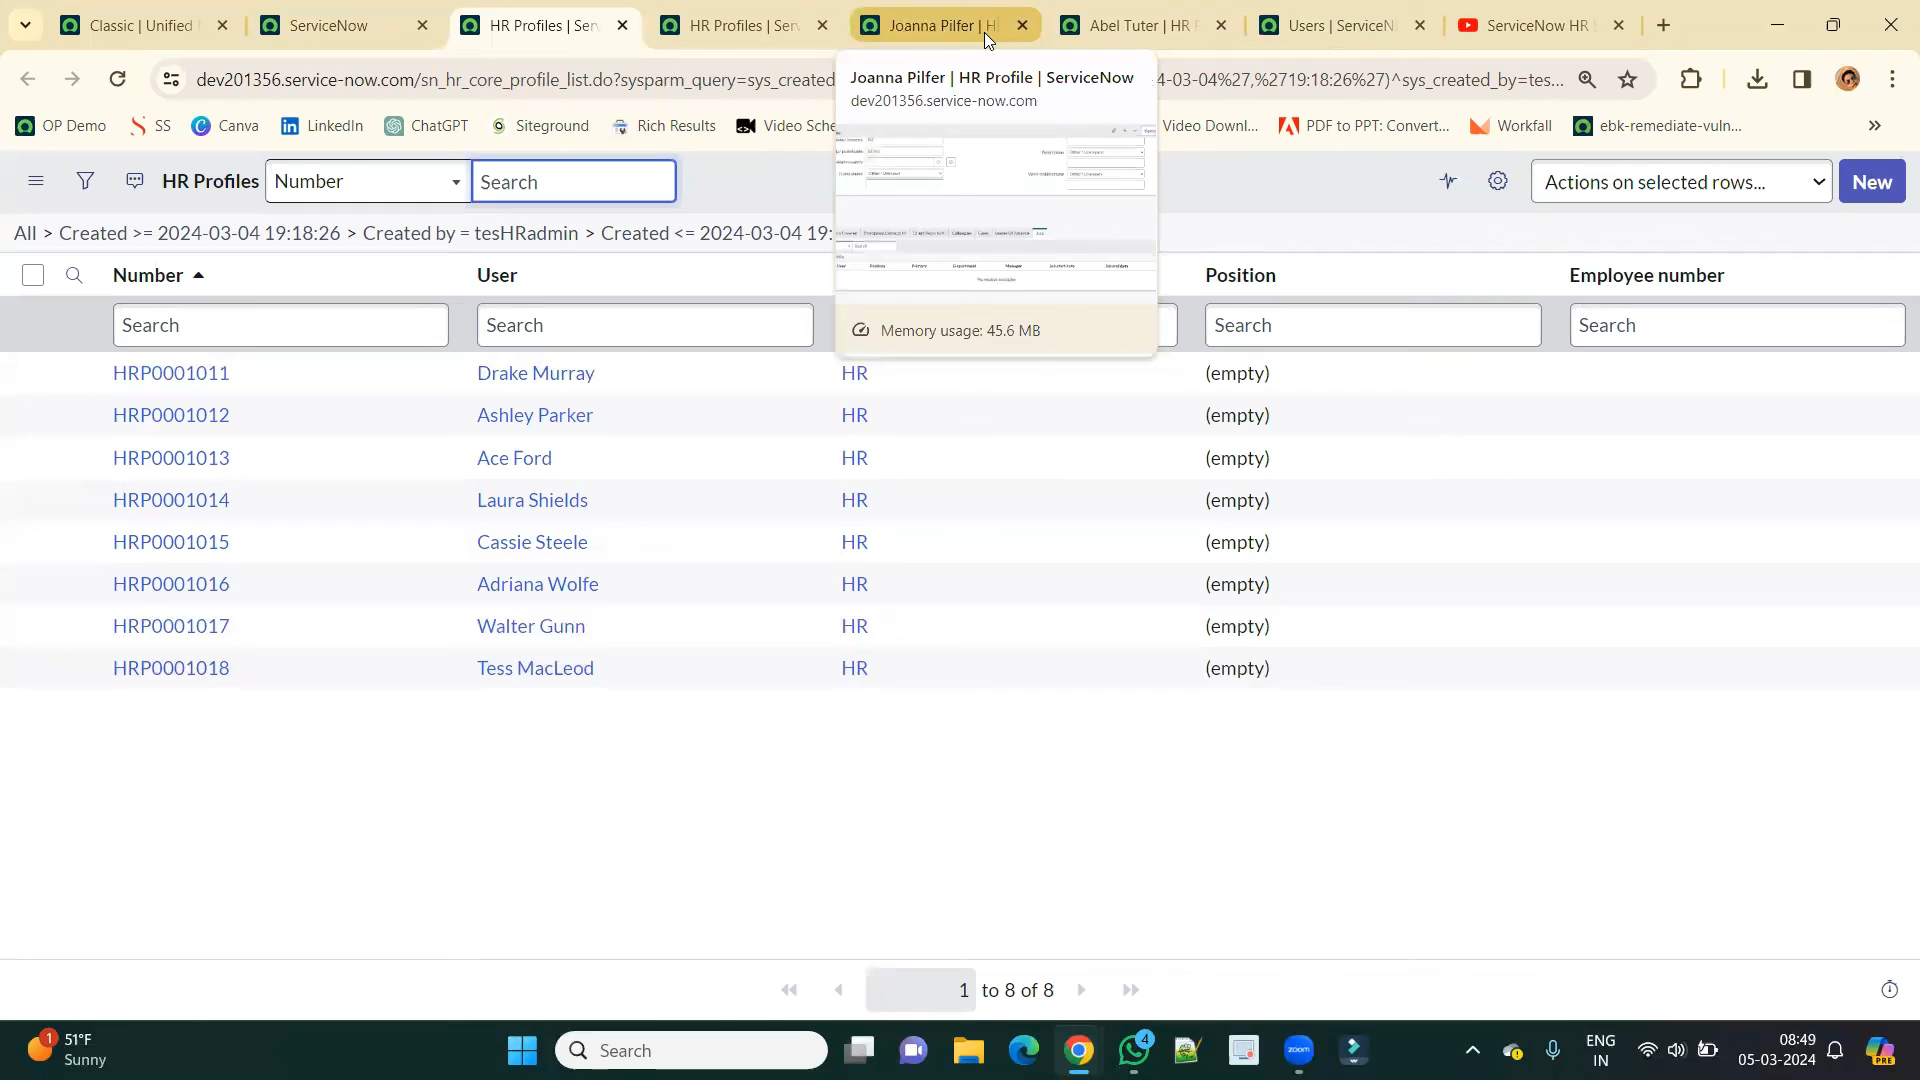 Classic | Unified
ServiceNow
HR Profiles | Ser
HR Profiles | Ser
Joanna Pilfer | H
Abel Tuter | HR
Users | ServiceN
ServiceNow HR
dev201356.service-now.com/sn_hr_core_profile_list.do?sysparm_query=sys_created
4-03-04%27,%2719:18:26%27)^sys_created_by=tes...
Joanna Pilfer | HR Profile | ServiceNow
dev201356.service-now.com
Memory usage: 45.6 MB
OP Demo
SS
Canva
LinkedIn
ChatGPT
Siteground
Rich Results
Video Sche
Video Downl...
PDF to PPT: Convert...
Workfall
ebk-remediate-vuln...
HR Profiles
Number
Search
Actions on selected rows...
New
All > Created >= 2024-03-04 19:18:26 > Created by = tesHRadmin > Created <= 2024-03-04 19:
Number
User
Position
Employee number
Search
Search
Search
Search
HRP0001011 Drake Murray HR (empty)
HRP0001012 Ashley Parker HR (empty)
HRP0001013 Ace Ford HR (empty)
HRP0001014 Laura Shields HR (empty)
HRP0001015 Cassie Steele HR (empty)
HRP0001016 Adriana Wolfe HR (empty)
HRP0001017 Walter Gunn HR (empty)
HRP0001018 Tess MacLeod HR (empty)
1 to 8 of 8
1
51°F
Sunny
Search
4
zoom
ENG
IN
08:49
05-03-2024
PRE